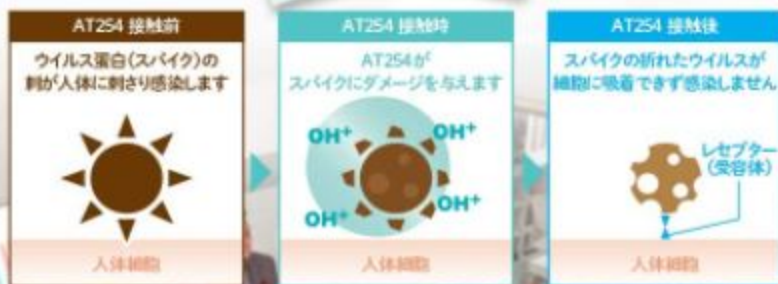 AT254 接触前
ウイルス蛋白(スパイク)の
刺が人体に刺さり感染します
人体細胞
AT254 接触時
AT254が
スパイクにダメージを与えます
OH⁺
OH⁺
OH⁺
OH⁺
人体細胞
AT254 接触後
スパイクの折れたウイルスが
細胞に吸着できず感染しません
レセプター
(受容体)
人体細胞